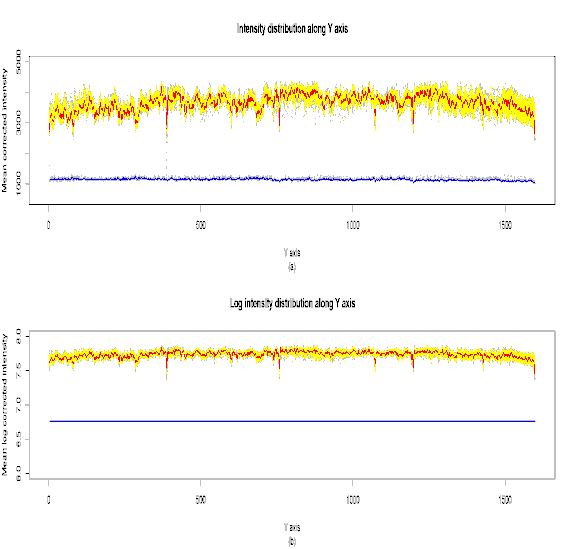 Intensity distribution along Y axis
Mean corrected intensity
5000
3000
1000
0 500 1000 1500
Y axis
(a)
Log intensity distribution along Y axis
Mean log corrected intensity
8.0
7.5
7.0
6.5
6.0
0 500 1000 1500
Y axis
(b)